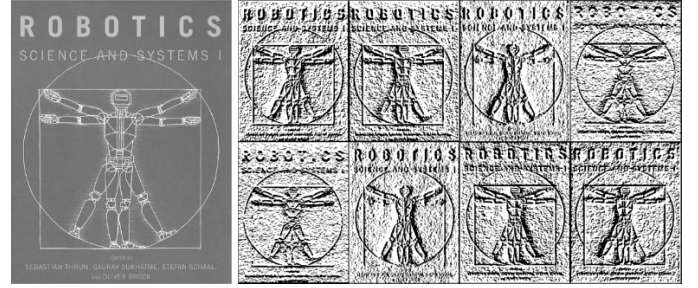 ROBOTICS
SCIENCE AND SYSTEMS I
EDITED BY
SEBASTIAN THRUN, GAURAV SUKHATME, STEFAN SCHAAL,
AND OLIVER BROCK
ROBOTICS ROBOTICS ROBOTICS ROBOTICS
SCIENCE AND SYSTEMS I SCIENCE AND SYSTEMS I SCIENCE AND SYSTEMS I
ROBOTICS ROBOTICS ROBOTICS ROBOTICS
SCIENCE AND SYSTEMS I SCIENCE AND SYSTEMS I SCIENCE AND SYSTEMS I SCIENCE AND SYSTEMS I